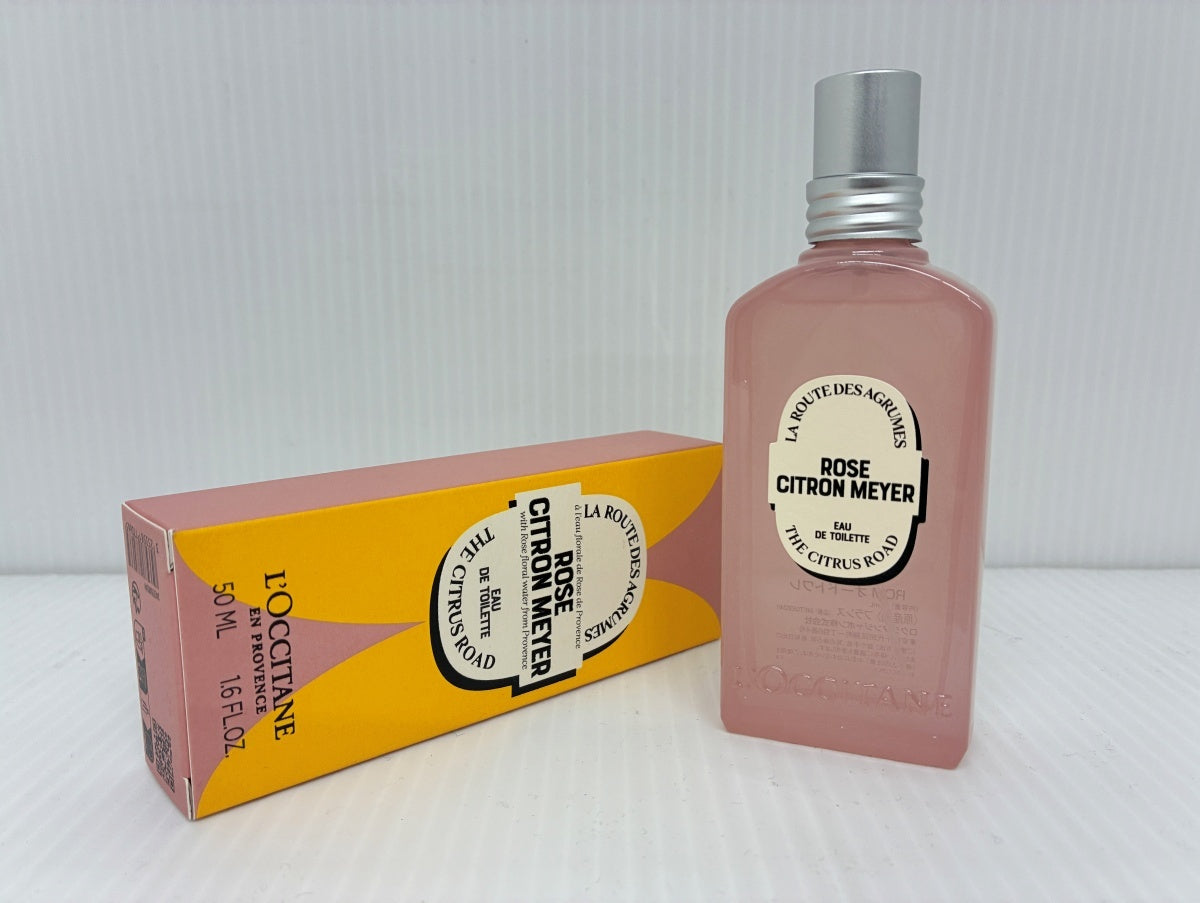 LA ROUTE DES AGRUMES
à l'eau florale de Rose de Provence
ROSE
CITRON MEYER
with Rose floral water from Provence
EAU
DE TOILETTE
THE CITRUS ROAD
L'OCCITANE
EN PROVENCE
50 ML 1.6 FL.OZ.
LA ROUTE DES AGRUMES
ROSE
CITRON MEYER
EAU
DE TOILETTE
THE CITRUS ROAD
L'OCCITANE